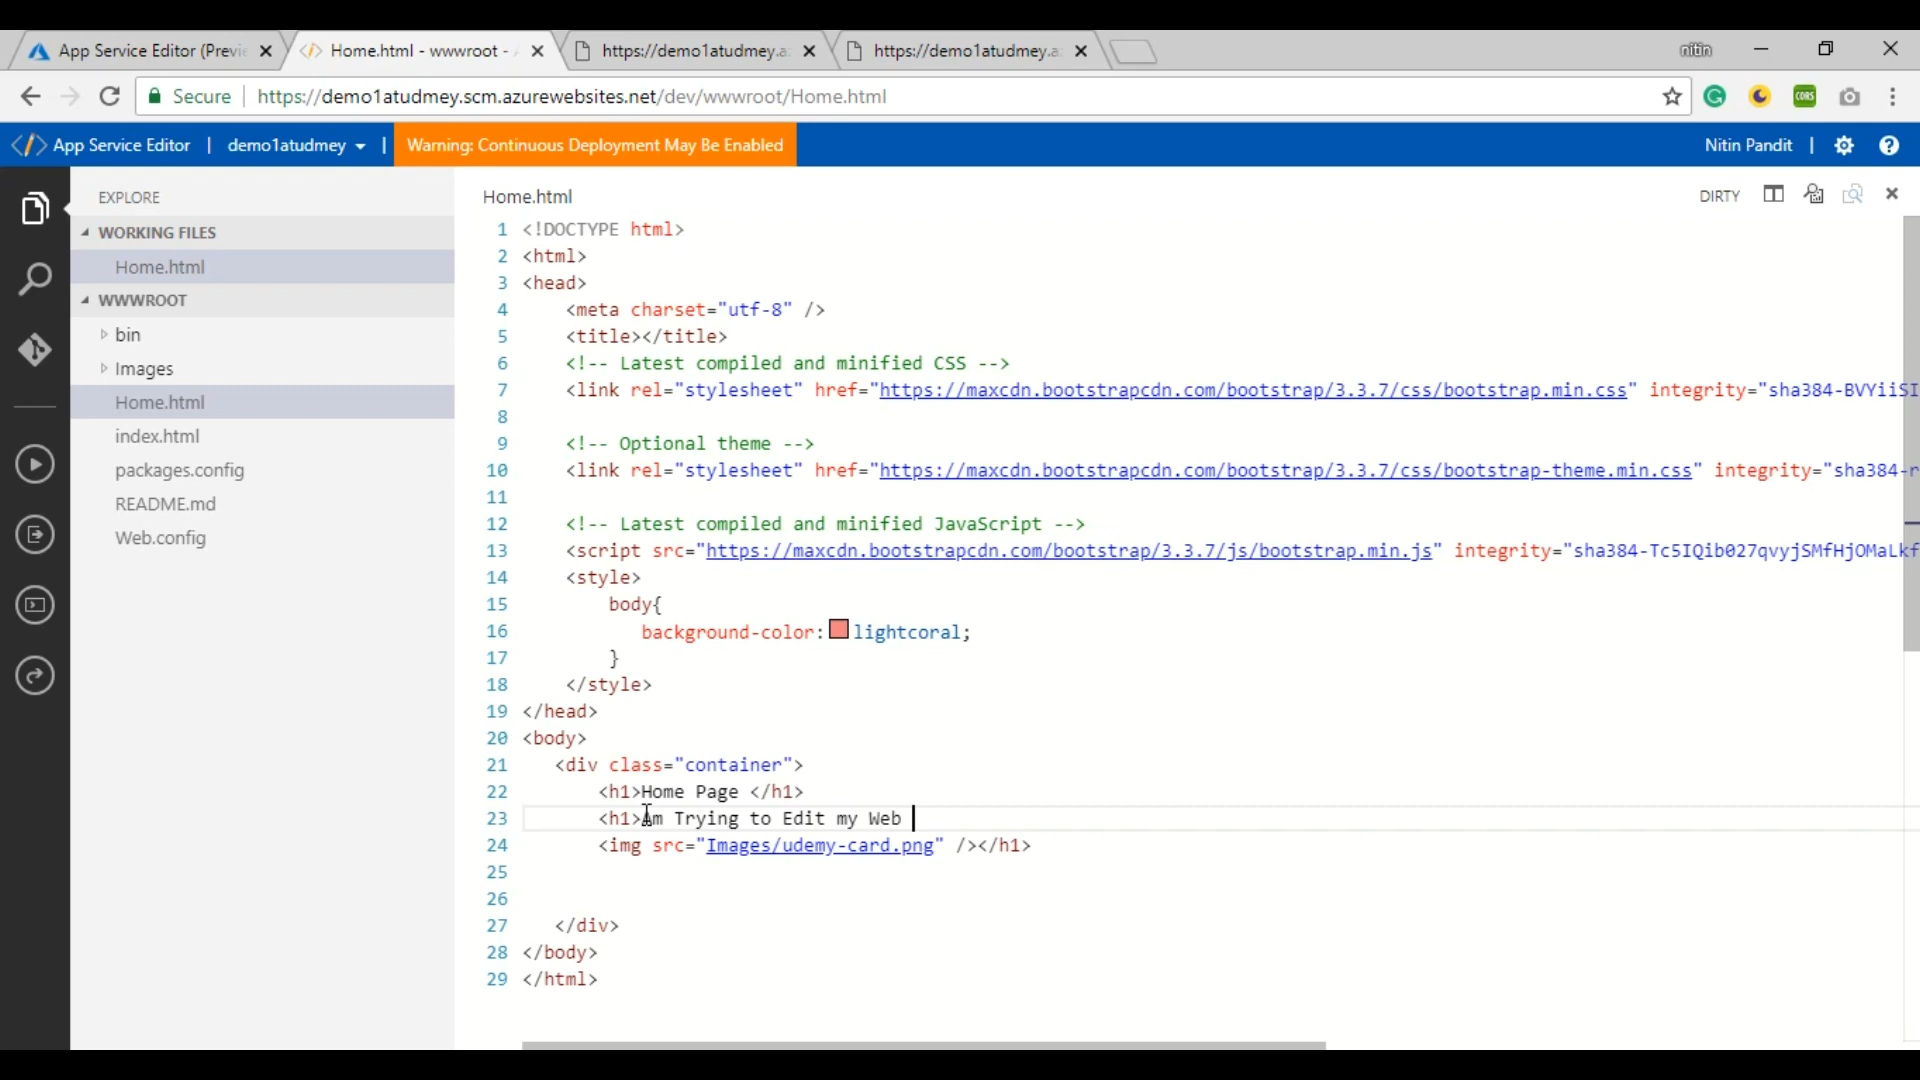 App Service Editor (Previe
Home.html - wwwroot -
https://demo1atudmey.a
https://demo1atudmey.a
nitin
Secure
https://demo1atudmey.scm.azurewebsites.net/dev/wwwroot/Home.html
CORS
App Service Editor | demo1atudmey | Warning: Continuous Deployment May Be Enabled
Nitin Pandit |
EXPLORE
WORKING FILES
Home.html
WWWROOT
bin
Images
Home.html
index.html
packages.config
README.md
Web.config
Home.html
DIRTY
1 <!DOCTYPE html>
2 <html>
3 <head>
4 <meta charset="utf-8" />
5 <title></title>
6 <!-- Latest compiled and minified CSS -->
7 <link rel="stylesheet" href="https://maxcdn.bootstrapcdn.com/bootstrap/3.3.7/css/bootstrap.min.css" integrity="sha384-BVYiiSI
8
9 <!-- Optional theme -->
10 <link rel="stylesheet" href="https://maxcdn.bootstrapcdn.com/bootstrap/3.3.7/css/bootstrap-theme.min.css" integrity="sha384-r
11
12 <!-- Latest compiled and minified JavaScript -->
13 <script src="https://maxcdn.bootstrapcdn.com/bootstrap/3.3.7/js/bootstrap.min.js" integrity="sha384-Tc5IQib027qvyjSMfHjOMaLkf
14 <style>
15 body{
16 background-color: lightcoral;
17 }
18 </style>
19 </head>
20 <body>
21 <div class="container">
22 <h1>Home Page </h1>
23 <h1>Am Trying to Edit my Web
24 <img src="Images/udemy-card.png" /></h1>
25
26
27 </div>
28 </body>
29 </html>